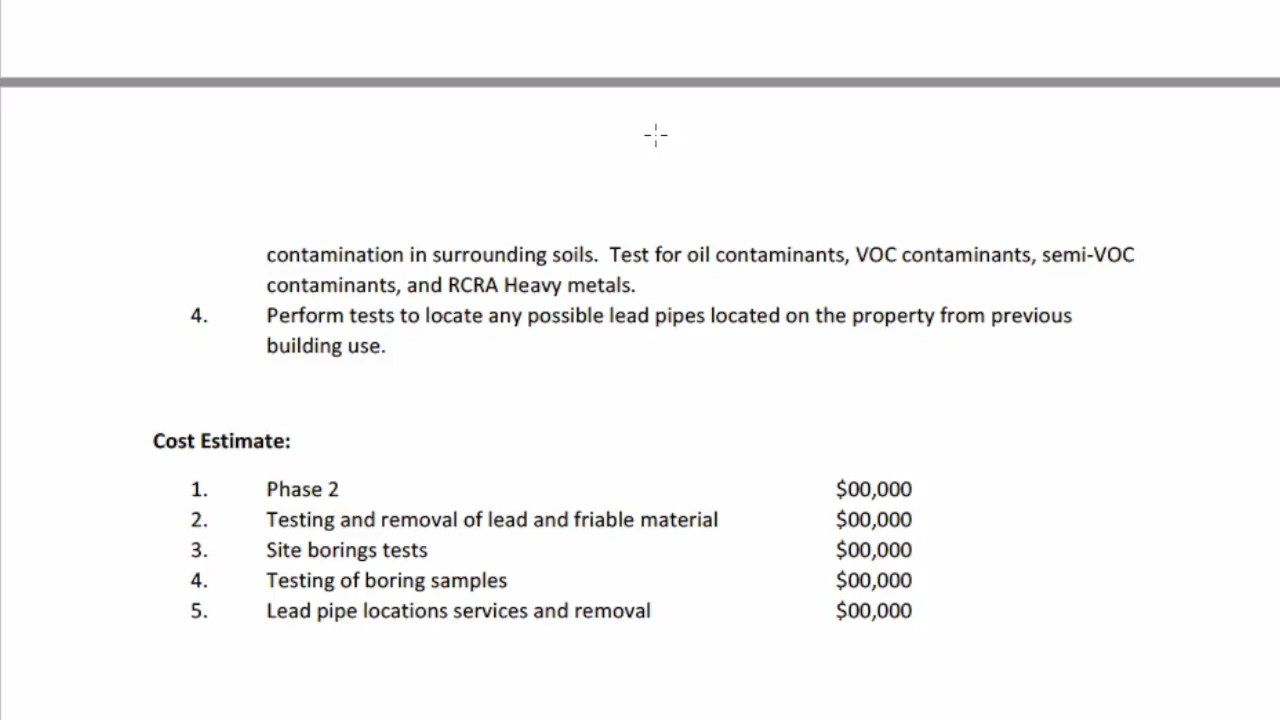 contamination in surrounding soils.  Test for oil contaminants, VOC contaminants, semi-VOC
contaminants, and RCRA Heavy metals.
4. Perform tests to locate any possible lead pipes located on the property from previous
building use.
Cost Estimate:
1. Phase 2 $00,000
2. Testing and removal of lead and friable material $00,000
3. Site borings tests $00,000
4. Testing of boring samples $00,000
5. Lead pipe locations services and removal $00,000